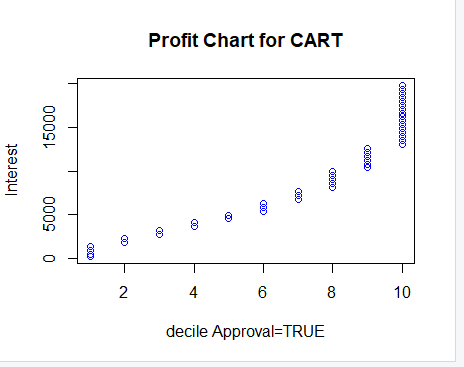 Profit Chart for CART
Interest
15000
5000
0
2 4 6 8 10
decile Approval=TRUE